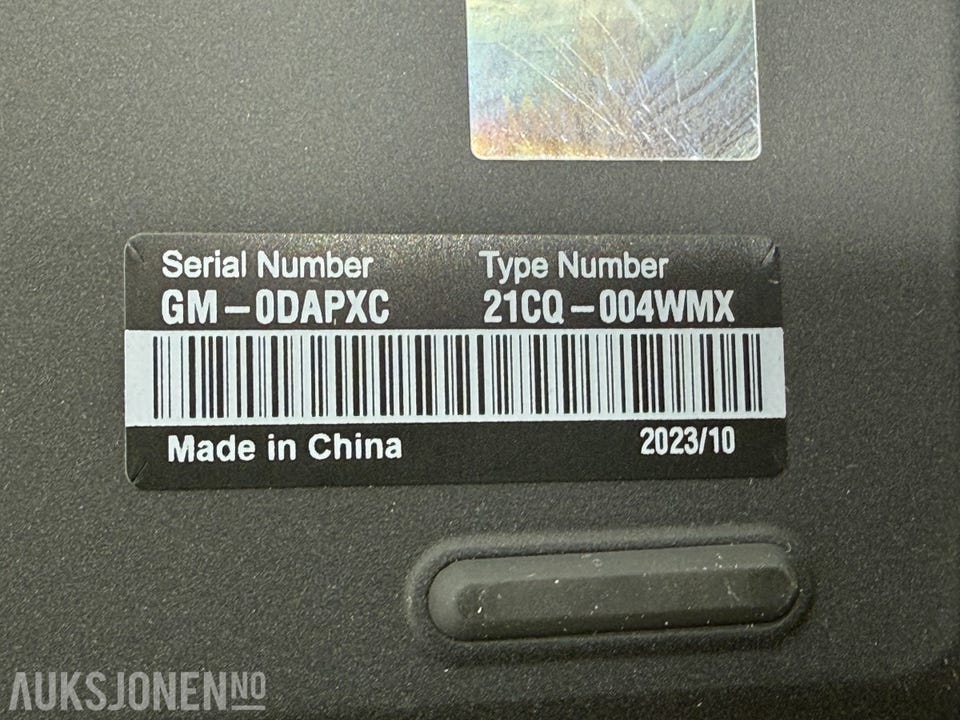 Serial Number Type Number
GM-0DAPXC 21CQ-004WMX
Made in China 2023/10
AUKSJONEN NO